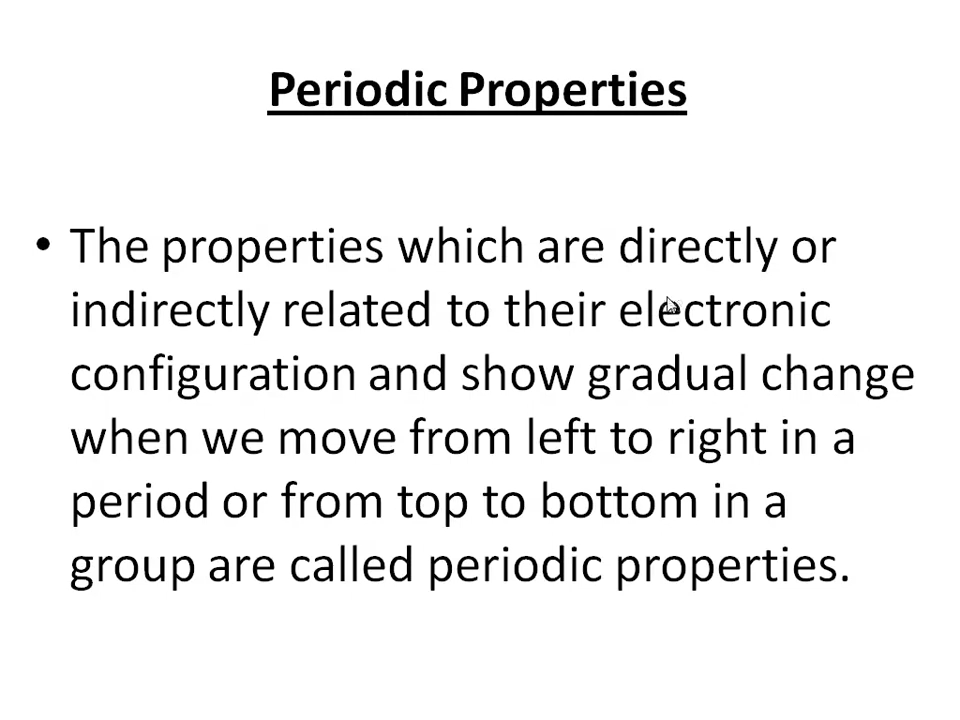 Periodic Properties
• The properties which are directly or
indirectly related to their electronic
configuration and show gradual change
when we move from left to right in a
period or from top to bottom in a
group are called periodic properties.